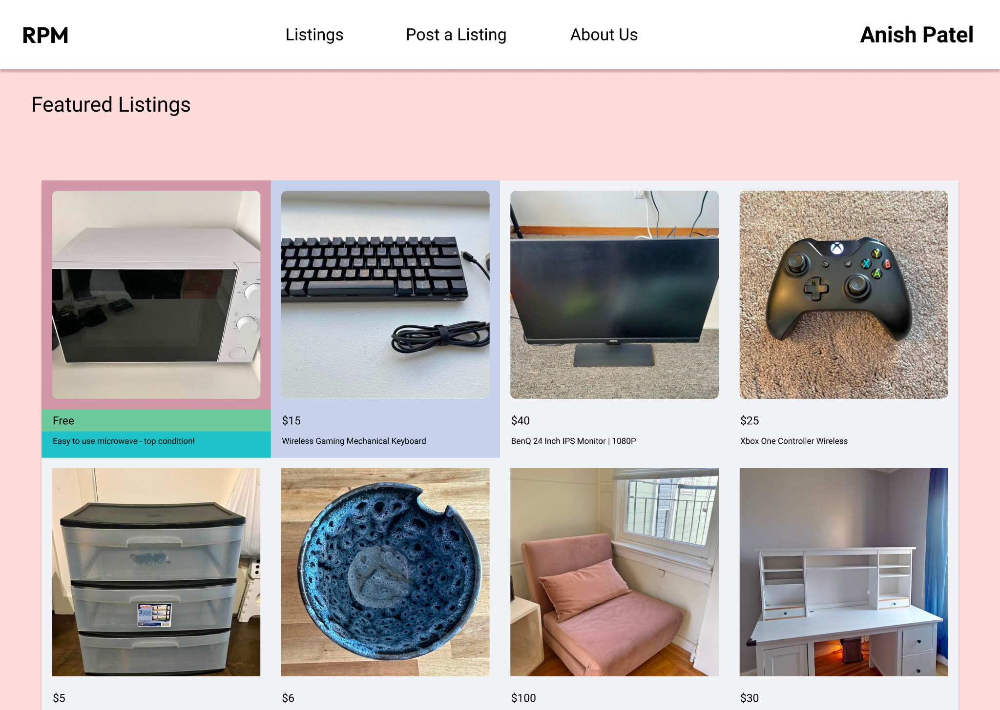 RPM
Listings
Post a Listing
About Us
Anish Patel
Featured Listings
Y
X
B
A
BenQ
Free
$15
$40
$25
Easy to use microwave - top condition!
Wireless Gaming Mechanical Keyboard
BenQ 24 Inch IPS Monitor | 1080P
Xbox One Controller Wireless
3
$5
$6
$100
$30